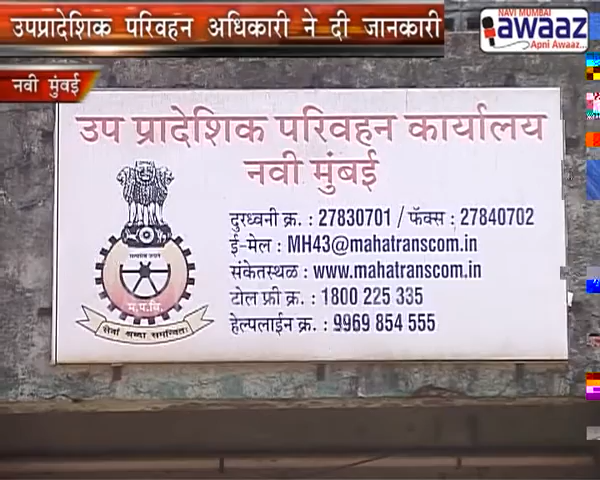 उपप्रादेशिक परिवहन अधिकारी ने दी जानकारी
NAVI MUMBAI
awaaz
Apni Awaaz...
नवी मुंबई
उप प्रादेशिक परिवहन कार्यालय
नवी मुंबई
दुरध्वनी क्र. : 27830701 / फॅक्स : 27840702
ई-मेल : MH43@mahatranscom.in
संकेतस्थळ : www.mahatranscom.in
टोल फ्री क्र. : 1800 225 335
हेल्पलाईन क्र. : 9969 854 555
म.प.वि.